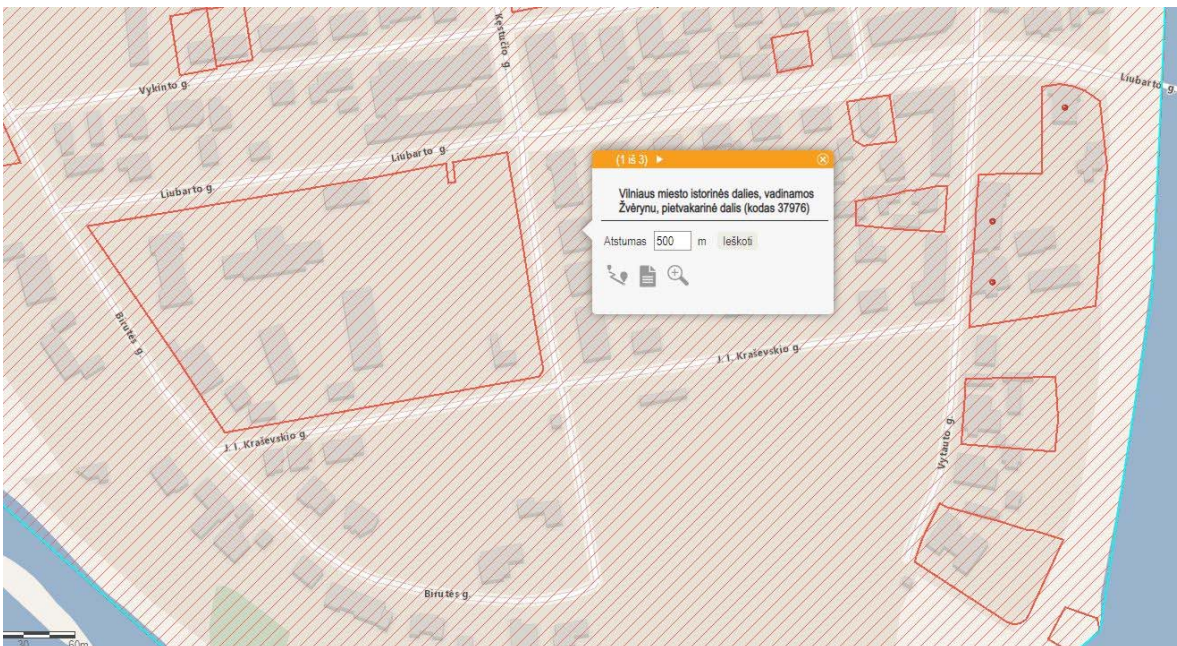 Kęstučio g.
Vykinto g.
Liubarto g.
Liubarto g.
Liubarto g.
(1 iš 3)
Vilniaus miesto istorinės dalies, vadinamos
Žvėrynu, pietvakarinė dalis (kodas 37976)
Atstumas 500 m Ieškoti
Birutės g.
J. I. Kraševskio g.
J. I. Kraševskio g.
Vytauto g.
Birutės g.
30 60m